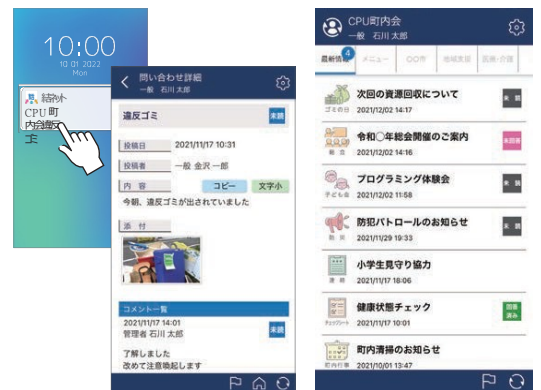 10:00
10 01 2022
Mon
結ネット
CPU 町
内会違反
ゴミ
問い合わせ詳細
一般 石川 太郎
違反ゴミ
未読
投稿日 2021/11/17 10:31
投稿者 一般 金沢 一郎
内 容 コピー 文字小
今朝、違反ゴミが出されていました
添 付
コメント一覧
2021/11/17 14:01
管理者 石川 太郎
未読
了解しました
改めて注意喚起します
CPU町内会
一般 石川 太郎
最新情報 4 メニュー 〇〇市 地域支援 医療・介護
次回の資源回収について
未 読
ゴミの日 2021/12/02 14:17
令和〇年総会開催のご案内
未回答
総 会 2021/12/02 14:16
プログラミング体験会
未 読
子ども会 2021/12/02 11:58
防犯パトロールのお知らせ
未 読
防 犯 2021/11/29 19:33
小学生見守り協力
連 絡 2021/11/17 18:06
健康状態チェック
回答
済み
チェックシート 2021/11/17 10:01
町内清掃のお知らせ
町内行事 2021/10/01 13:47